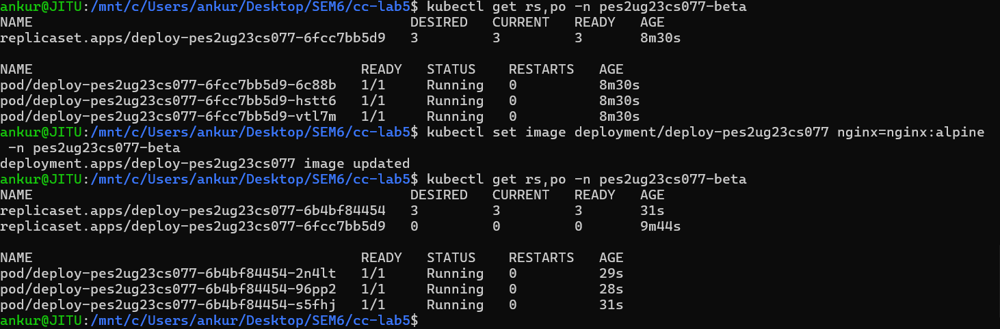 ankur@JITU:/mnt/c/Users/ankur/Desktop/SEM6/cc-lab5$ kubectl get rs,po -n pes2ug23cs077-beta
NAME                                              DESIRED   CURRENT   READY   AGE
replicaset.apps/deploy-pes2ug23cs077-6fcc7bb5d9   3         3         3       8m30s

NAME                                        READY   STATUS    RESTARTS   AGE
pod/deploy-pes2ug23cs077-6fcc7bb5d9-6c88b   1/1     Running   0          8m30s
pod/deploy-pes2ug23cs077-6fcc7bb5d9-hstt6   1/1     Running   0          8m30s
pod/deploy-pes2ug23cs077-6fcc7bb5d9-vtl7m   1/1     Running   0          8m30s
ankur@JITU:/mnt/c/Users/ankur/Desktop/SEM6/cc-lab5$ kubectl set image deployment/deploy-pes2ug23cs077 nginx=nginx:alpine
 -n pes2ug23cs077-beta
deployment.apps/deploy-pes2ug23cs077 image updated
ankur@JITU:/mnt/c/Users/ankur/Desktop/SEM6/cc-lab5$ kubectl get rs,po -n pes2ug23cs077-beta
NAME                                              DESIRED   CURRENT   READY   AGE
replicaset.apps/deploy-pes2ug23cs077-6b4bf84454   3         3         3       31s
replicaset.apps/deploy-pes2ug23cs077-6fcc7bb5d9   0         0         0       9m44s

NAME                                        READY   STATUS    RESTARTS   AGE
pod/deploy-pes2ug23cs077-6b4bf84454-2n4lt   1/1     Running   0          29s
pod/deploy-pes2ug23cs077-6b4bf84454-96pp2   1/1     Running   0          28s
pod/deploy-pes2ug23cs077-6b4bf84454-s5fhj   1/1     Running   0          31s
ankur@JITU:/mnt/c/Users/ankur/Desktop/SEM6/cc-lab5$